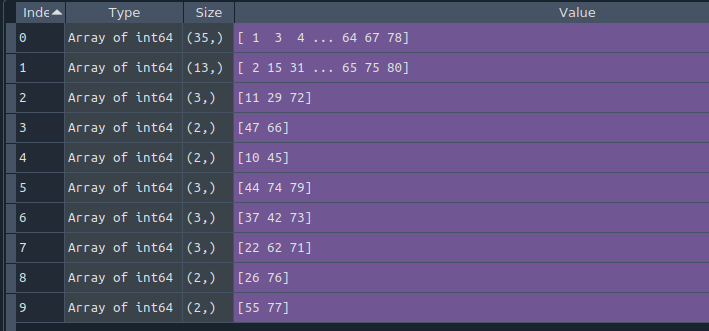 Inde Type Size Value
0 Array of int64 (35,) [ 1  3  4 ... 64 67 78]
1 Array of int64 (13,) [ 2 15 31 ... 65 75 80]
2 Array of int64 (3,) [11 29 72]
3 Array of int64 (2,) [47 66]
4 Array of int64 (2,) [10 45]
5 Array of int64 (3,) [44 74 79]
6 Array of int64 (3,) [37 42 73]
7 Array of int64 (3,) [22 62 71]
8 Array of int64 (2,) [26 76]
9 Array of int64 (2,) [55 77]